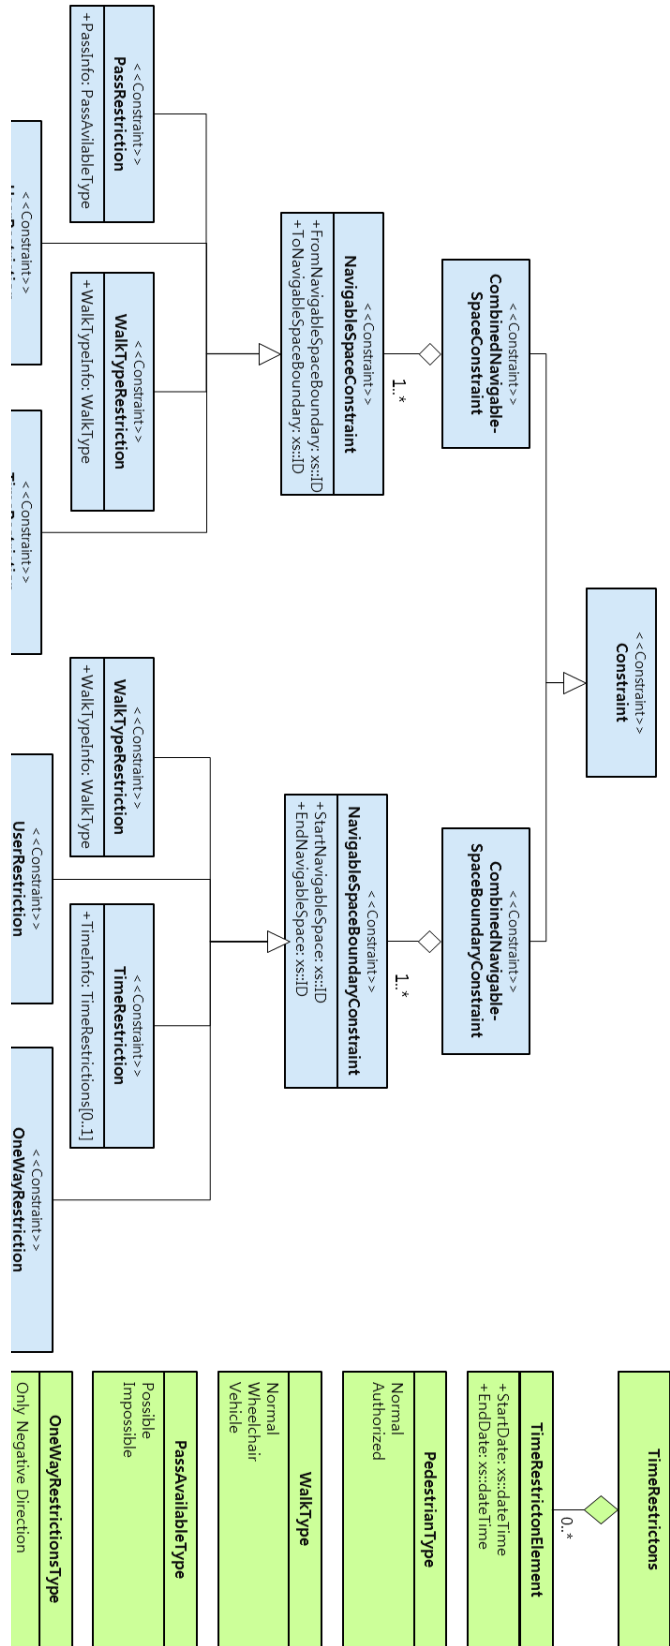 <<Constraint>>
Constraint
<<Constraint>>
CombinedNavigable-
SpaceConstraint
<<Constraint>>
CombinedNavigable-
SpaceBoundaryConstraint
1..*
1..*
<<Constraint>>
NavigableSpaceConstraint
+FromNavigableSpaceBoundary: xs::ID
+ToNavigableSpaceBoundary: xs::ID
<<Constraint>>
NavigableSpaceBoundaryConstraint
+StartNavigableSpace: xs::ID
+EndNavigableSpace: xs::ID
<<Constraint>>
PassRestriction
+PassInfo: PassAvilableType
<<Constraint>>
WalkTypeRestriction
+WalkTypeInfo: WalkType
<<Constraint>>
WalkTypeRestriction
+WalkTypeInfo: WalkType
<<Constraint>>
TimeRestriction
+TimeInfo: TimeRestrictions[0..1]
<<Constraint>>
<<Constraint>>
<<Constraint>>
UserRestriction
<<Constraint>>
OneWayRestriction
TimeRestrictons
0..*
TimeRestrictonElement
+StartDate: xs::dateTime
+EndDate: xs::dateTime
PedestrianType
Normal
Authorized
WalkType
Normal
Wheelchair
Vehicle
PassAvailableType
Possible
Impossible
OneWayRestrictionsType
Only Negative Direction